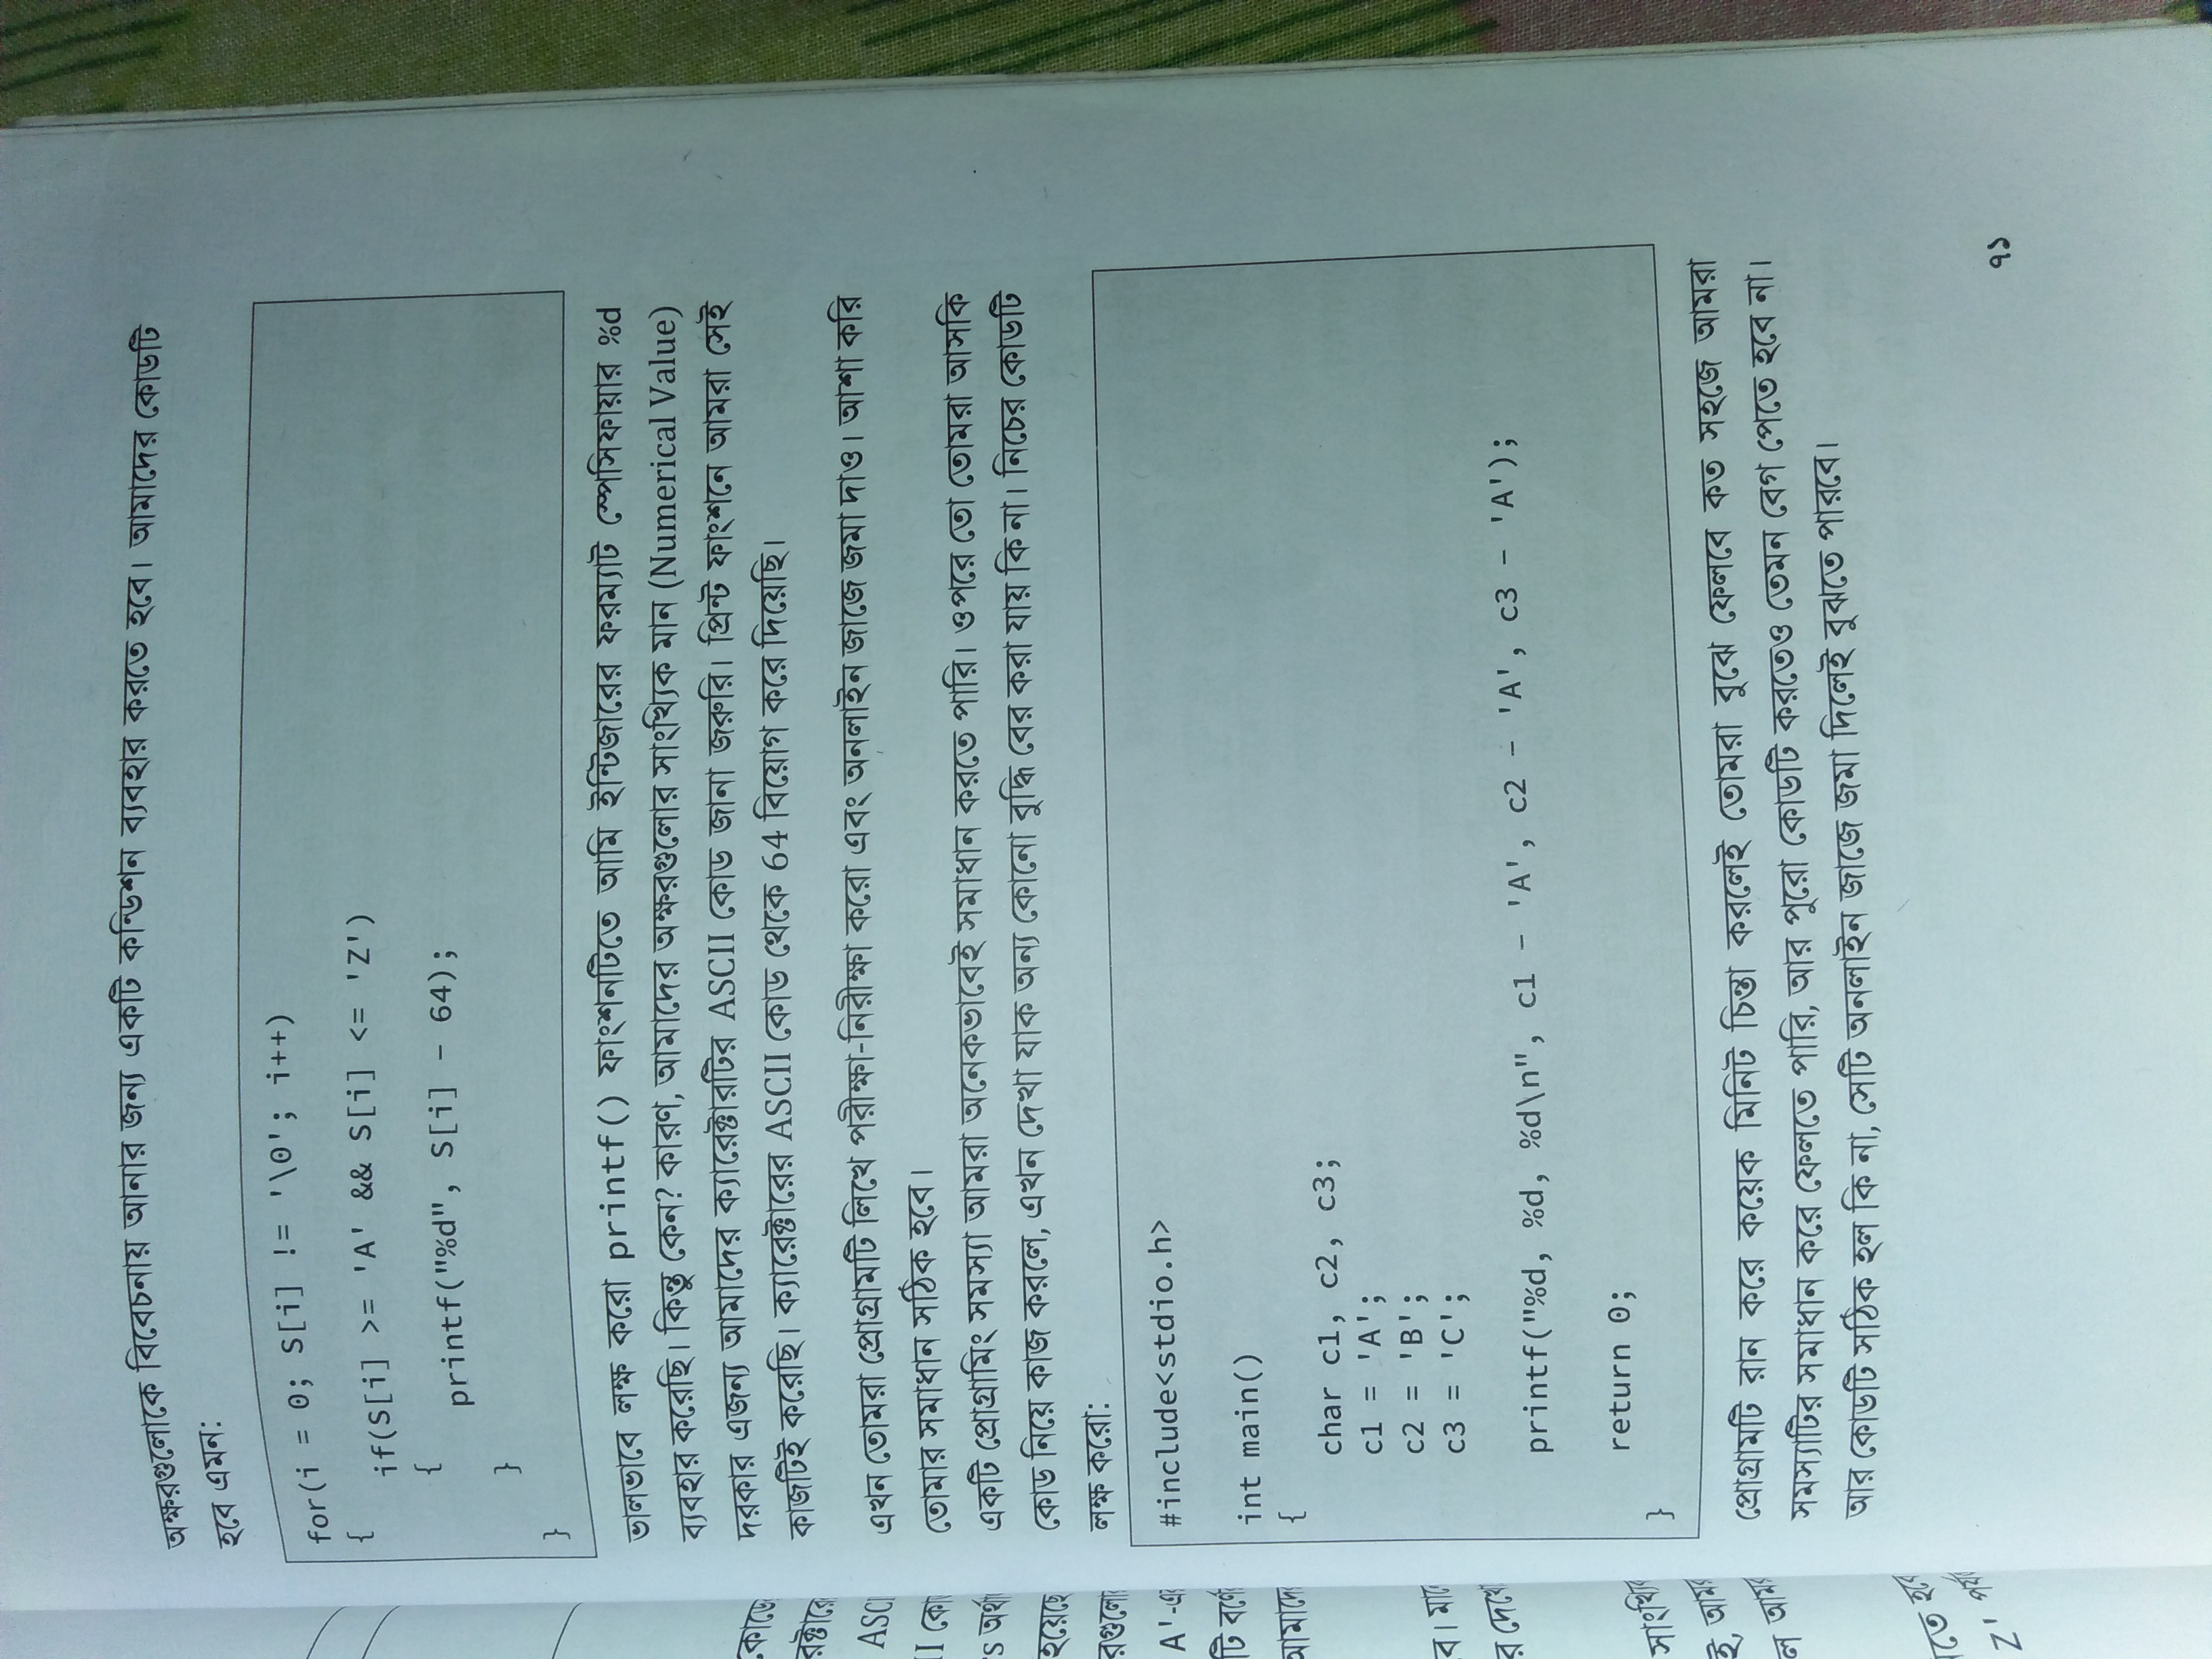 অক্ষরগুলোকে বিবেচনায় আনার জন্য একটি কন্ডিশন ব্যবহার করতে হবে। আমাদের কোডটি
হবে এমন:
for(i = 0; S[i] != '\0'; i++)
{
if(S[i] >= 'A' && S[i] <= 'Z')
{
printf("%d", S[i] - 64);
}
}
ভালভাবে লক্ষ করো printf() ফাংশনটিতে আমি ইন্টিজারের ফরম্যাট স্পেসিফায়ার %d
ব্যবহার করেছি। কিন্তু কেন? কারণ, আমাদের অক্ষরগুলোর সাংখ্যিক মান (Numerical Value)
দরকার এজন্য আমাদের ক্যারেক্টারটির ASCII কোড জানা জরুরি। প্রিন্ট ফাংশনে আমরা সেই
কাজটিই করেছি। ক্যারেক্টারের ASCII কোড থেকে 64 বিয়োগ করে দিয়েছি।
এখন তোমরা প্রোগ্রামটি লিখে পরীক্ষা-নিরীক্ষা করো এবং অনলাইন জাজে জমা দাও। আশা করি
তোমার সমাধান সঠিক হবে।
একটি প্রোগ্রামিং সমস্যা আমরা অনেকভাবেই সমাধান করতে পারি। ওপরে তো তোমরা আসকি
কোড নিয়ে কাজ করলে, এখন দেখা যাক অন্য কোনো বুদ্ধি বের করা যায় কি না। নিচের কোডটি
লক্ষ করো:
#include<stdio.h>
int main()
{
char c1, c2, c3;
c1 = 'A';
c2 = 'B';
c3 = 'C';
printf("%d, %d, %d\n", c1 - 'A', c2 - 'A', c3 - 'A');
return 0;
}
প্রোগ্রামটি রান করে কয়েক মিনিট চিন্তা করলেই তোমরা বুঝে ফেলবে কত সহজে আমরা
সমস্যাটির সমাধান করে ফেলতে পারি, আর পুরো কোডটি করতেও তেমন বেগ পেতে হবে না।
আর কোডটি সঠিক হল কি না, সেটি অনলাইন জাজে জমা দিলেই বুঝতে পারবে।
৭১